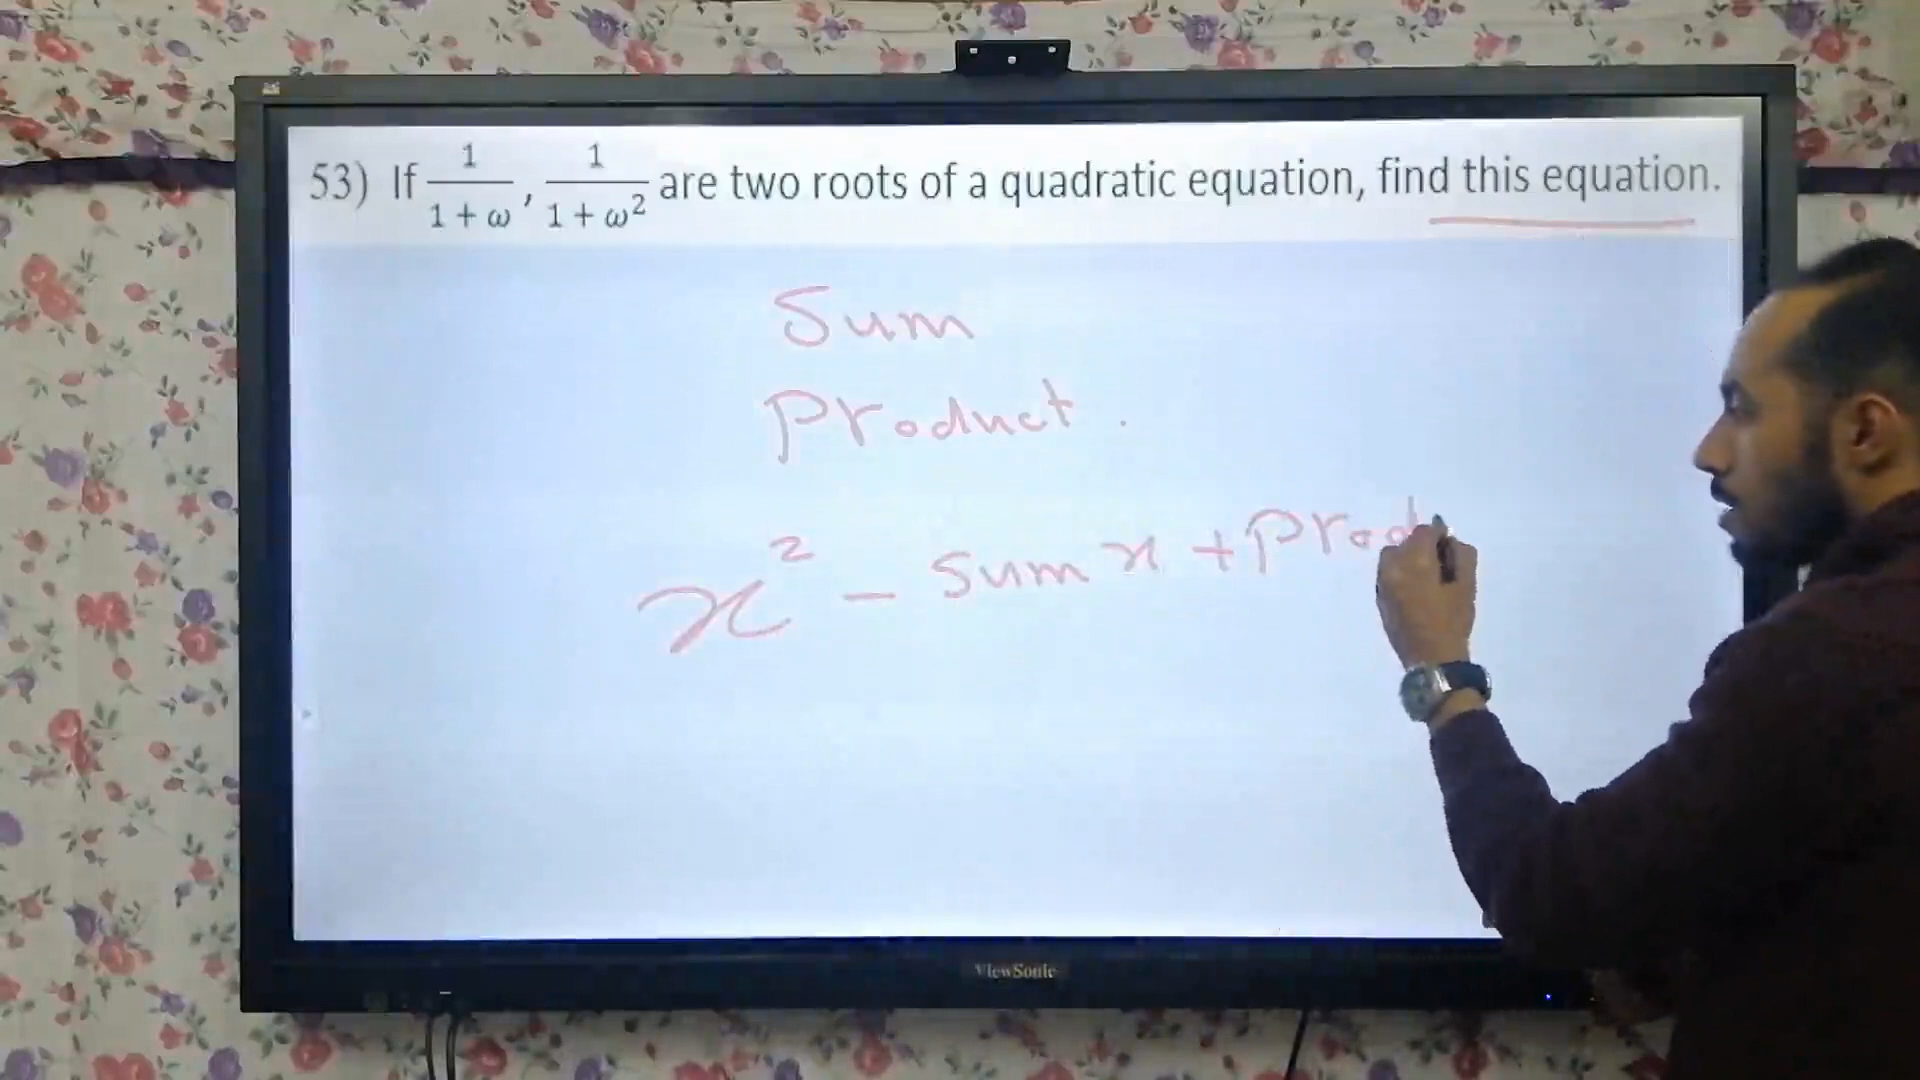 53) If 1/(1 + ω), 1/(1 + ω²) are two roots of a quadratic equation, find this equation.
Sum
Product.
x² - Sum x + Prod
ViewSonic